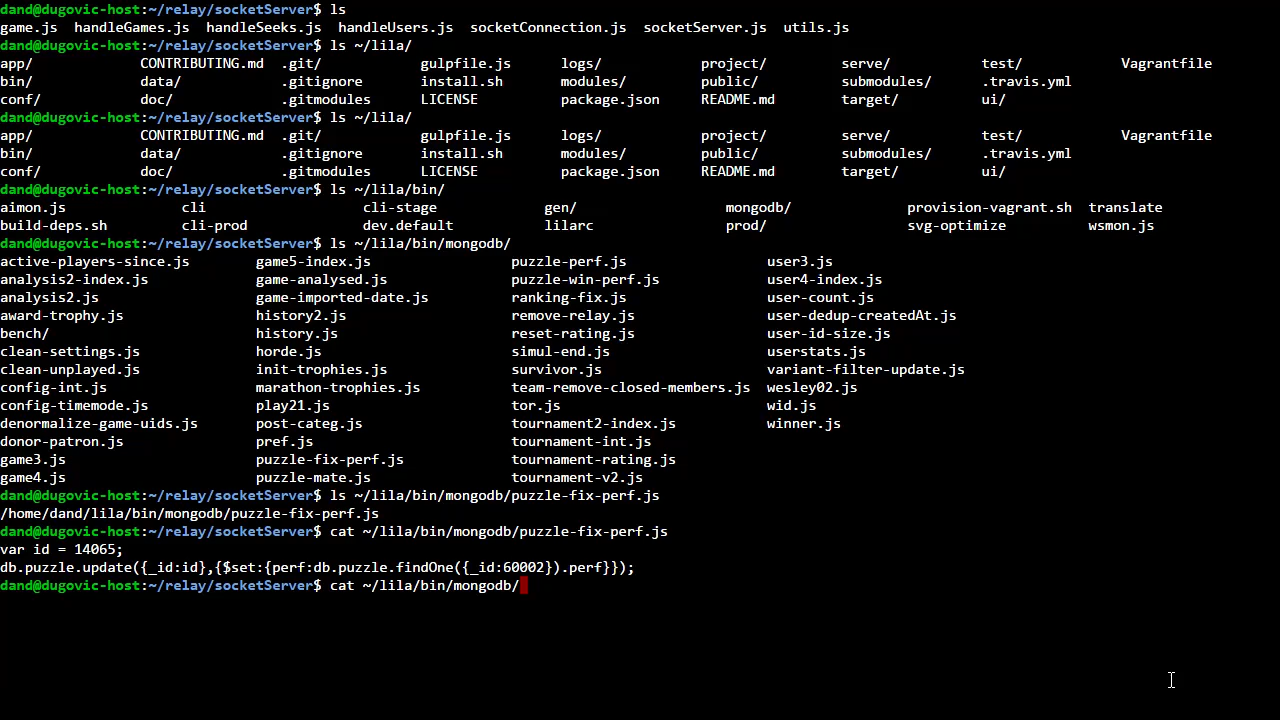 dand@dugovic-host:~/relay/socketServer$ ls
game.js  handleGames.js  handleSeeks.js  handleUsers.js  socketConnection.js  socketServer.js  utils.js
dand@dugovic-host:~/relay/socketServer$ ls ~/lila/
app/  CONTRIBUTING.md  .git/  gulpfile.js  logs/  project/  serve/  test/  Vagrantfile
bin/  data/  .gitignore  install.sh  modules/  public/  submodules/  .travis.yml
conf/  doc/  .gitmodules  LICENSE  package.json  README.md  target/  ui/
dand@dugovic-host:~/relay/socketServer$ ls ~/lila/
app/  CONTRIBUTING.md  .git/  gulpfile.js  logs/  project/  serve/  test/  Vagrantfile
bin/  data/  .gitignore  install.sh  modules/  public/  submodules/  .travis.yml
conf/  doc/  .gitmodules  LICENSE  package.json  README.md  target/  ui/
dand@dugovic-host:~/relay/socketServer$ ls ~/lila/bin/
aimon.js  cli  cli-stage  gen/  mongodb/  provision-vagrant.sh  translate
build-deps.sh  cli-prod  dev.default  lilarc  prod/  svg-optimize  wsmon.js
dand@dugovic-host:~/relay/socketServer$ ls ~/lila/bin/mongodb/
active-players-since.js  game5-index.js  puzzle-perf.js  user3.js
analysis2-index.js  game-analysed.js  puzzle-win-perf.js  user4-index.js
analysis2.js  game-imported-date.js  ranking-fix.js  user-count.js
award-trophy.js  history2.js  remove-relay.js  user-dedup-createdAt.js
bench/  history.js  reset-rating.js  user-id-size.js
clean-settings.js  horde.js  simul-end.js  userstats.js
clean-unplayed.js  init-trophies.js  survivor.js  variant-filter-update.js
config-int.js  marathon-trophies.js  team-remove-closed-members.js  wesley02.js
config-timemode.js  play21.js  tor.js  wid.js
denormalize-game-uids.js  post-categ.js  tournament2-index.js  winner.js
donor-patron.js  pref.js  tournament-int.js
game3.js  puzzle-fix-perf.js  tournament-rating.js
game4.js  puzzle-mate.js  tournament-v2.js
dand@dugovic-host:~/relay/socketServer$ ls ~/lila/bin/mongodb/puzzle-fix-perf.js
/home/dand/lila/bin/mongodb/puzzle-fix-perf.js
dand@dugovic-host:~/relay/socketServer$ cat ~/lila/bin/mongodb/puzzle-fix-perf.js
var id = 14065;
db.puzzle.update({_id:id},{$set:{perf:db.puzzle.findOne({_id:60002}).perf}});
dand@dugovic-host:~/relay/socketServer$ cat ~/lila/bin/mongodb/